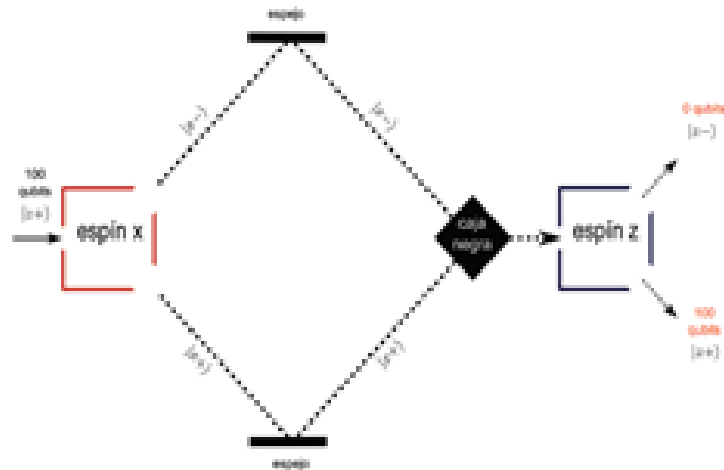 espejo
100
qubits
|z+⟩
espín x
caja
negra
espín z
0 qubits
|z−⟩
100
qubits
|z+⟩
espejo